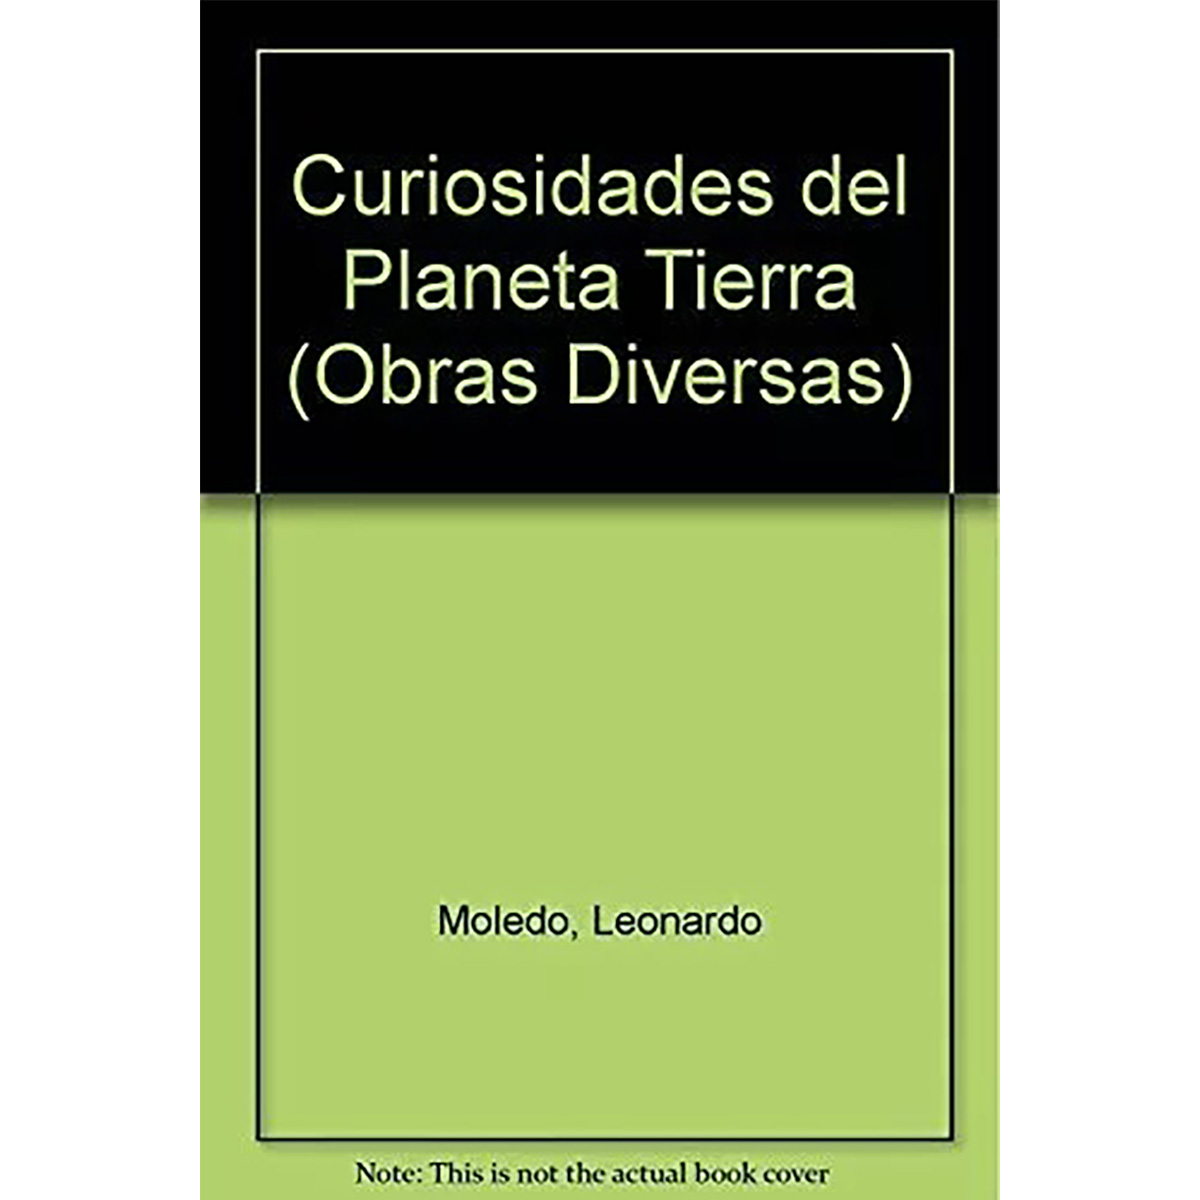 Curiosidades del
Planeta Tierra
(Obras Diversas)
Moledo, Leonardo
Note: This is not the actual book cover